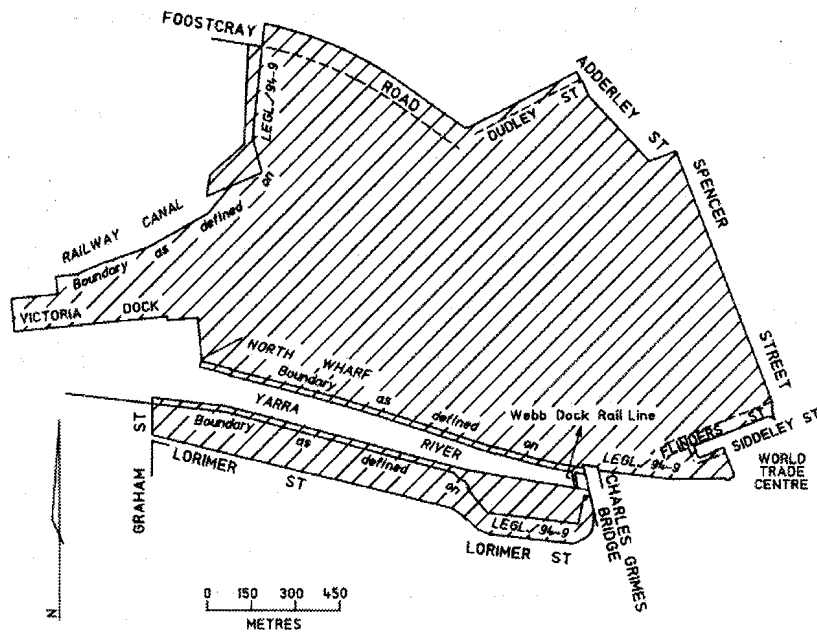 FOOSTCRAY
ROAD
ADDERLEY ST
DUDLEY ST
LEGL./94-9
SPENCER STREET
RAILWAY CANAL
Boundary as defined on
VICTORIA DOCK
NORTH WHARF
Boundary as defined on
YARRA RIVER
Webb Dock Rail Line
FLINDERS ST
SIDDELEY ST
LEGL./94-9
WORLD
TRADE
CENTRE
GRAHAM ST
Boundary as defined on
LORIMER ST
LEGL./94-9
LORIMER ST
CHARLES GRIMES
BRIDGE
N
0 150 300 450
METRES